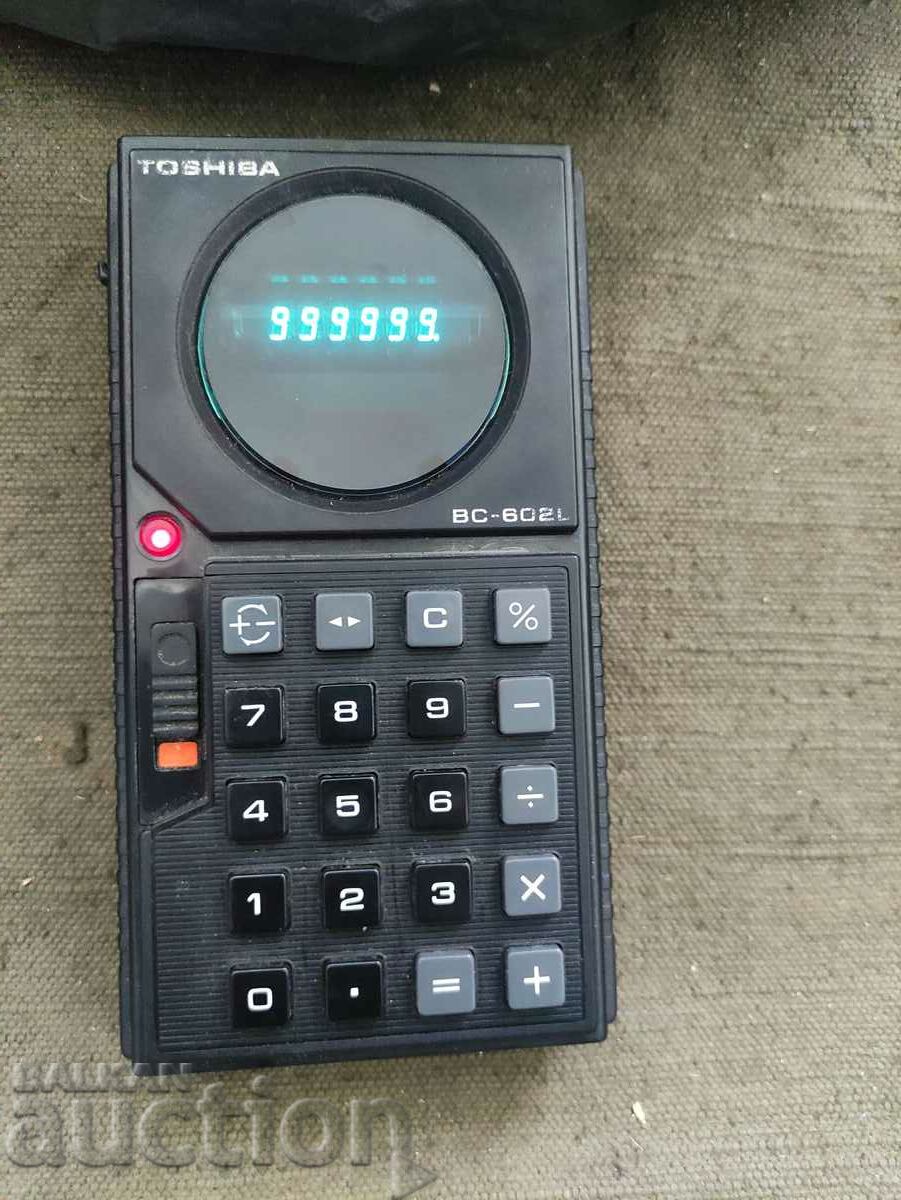 TOSHIBA
999999.
BC-602L
◄► C %
7 8 9 −
4 5 6 ÷
1 2 3 ×
0 . = +
BALKAN
auction